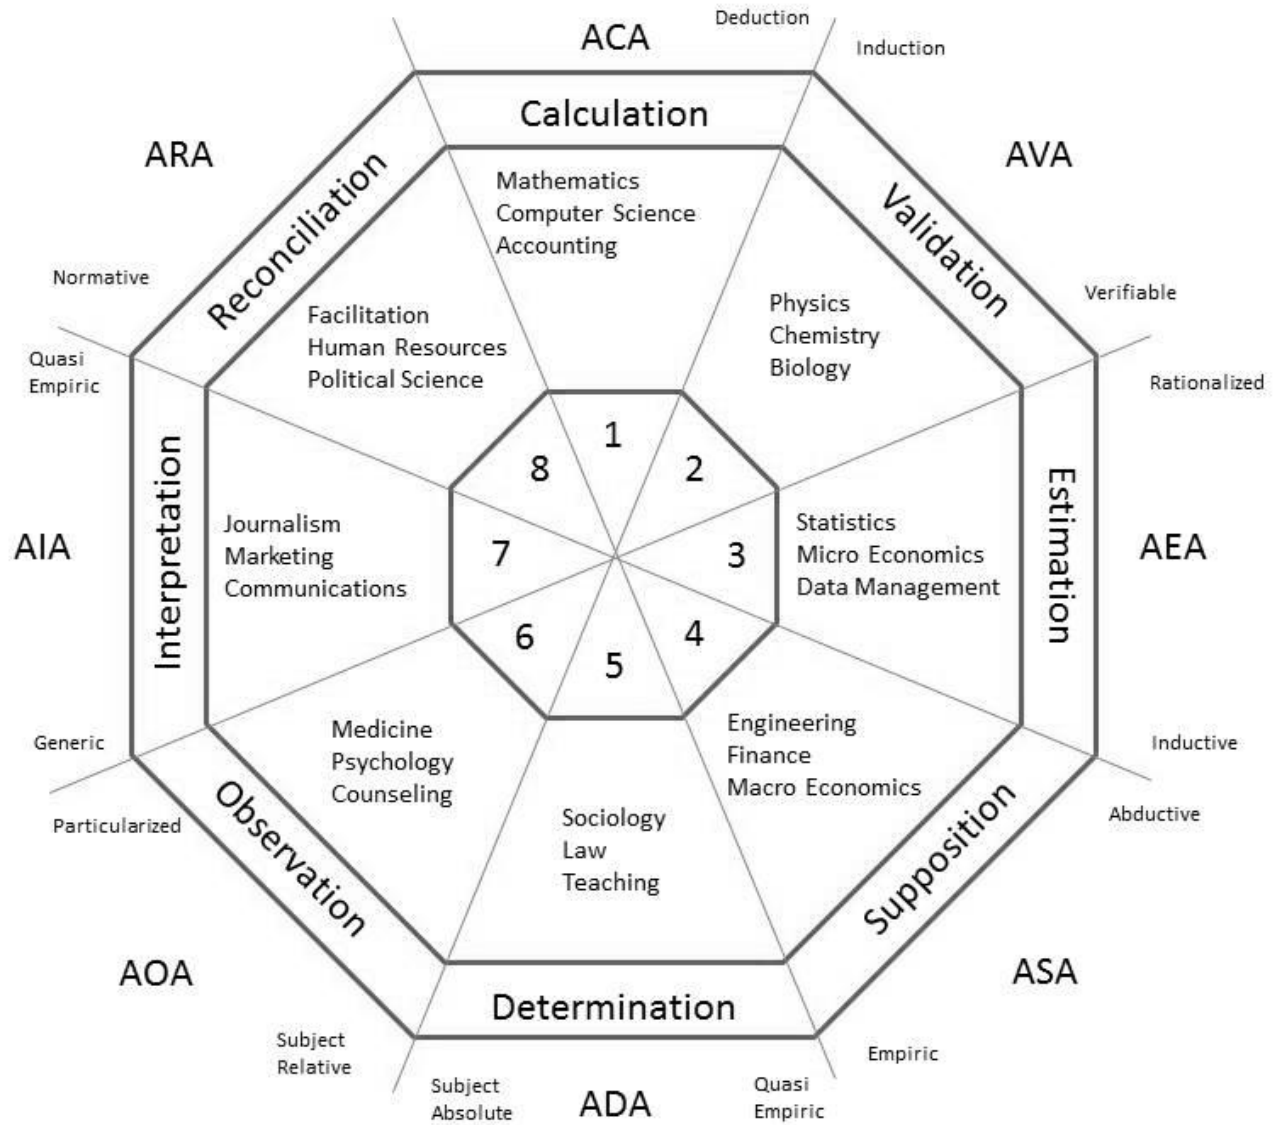 Deduction
ACA
Induction
Calculation
ARA
AVA
Reconciliation
Validation
Mathematics
Computer Science
Accounting
Normative
Verifiable
Quasi
Empiric
Rationalized
Facilitation
Human Resources
Political Science
Physics
Chemistry
Biology
1
2
3
4
5
6
7
8
AIA
Interpretation
Journalism
Marketing
Communications
Statistics
Micro Economics
Data Management
Estimation
AEA
Generic
Particularized
Medicine
Psychology
Counseling
Engineering
Finance
Macro Economics
Inductive
Abductive
Observation
Sociology
Law
Teaching
Supposition
AOA
ASA
Determination
Subject
Relative
Subject
Absolute
ADA
Quasi
Empiric
Empiric